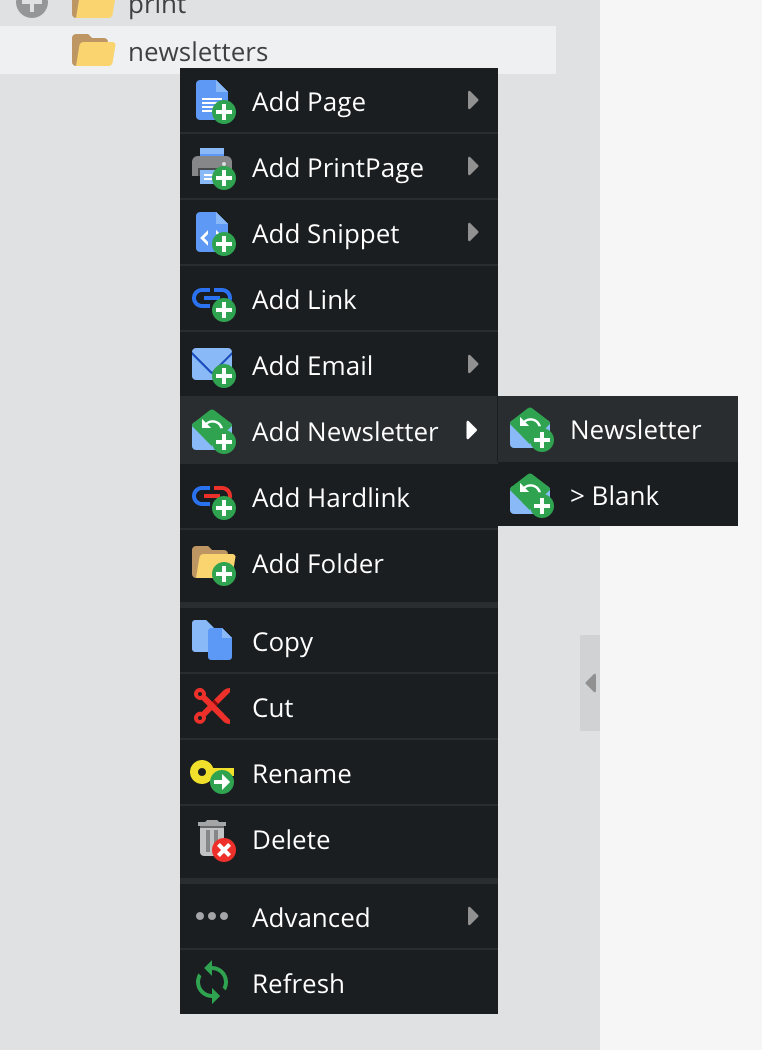 print
newsletters
Add Page
Add PrintPage
Add Snippet
Add Link
Add Email
Add Newsletter
Newsletter
Add Hardlink
> Blank
Add Folder
Copy
Cut
Rename
Delete
Advanced
Refresh